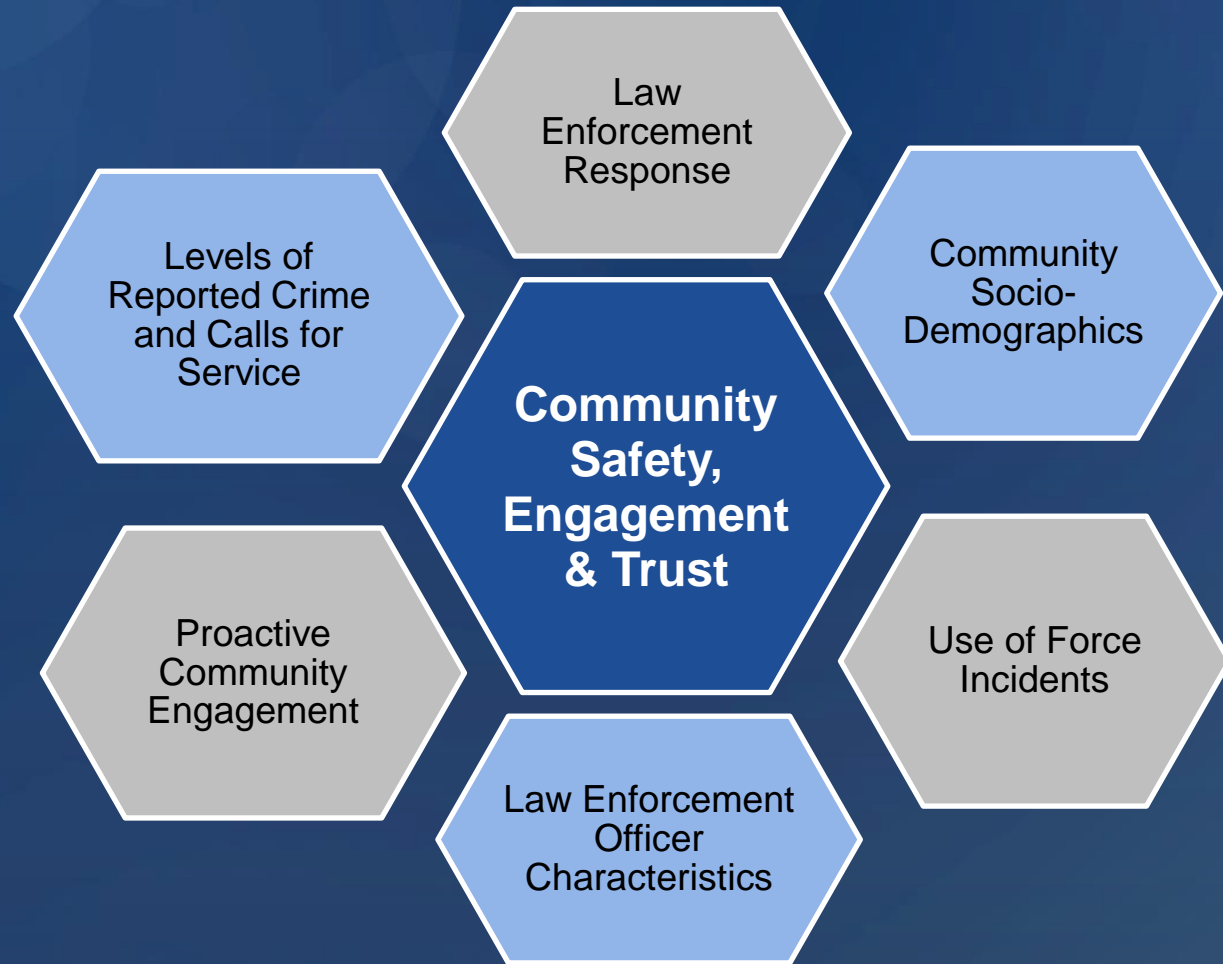 Law
Enforcement
Response
Community
Socio-
Demographics
Levels of
Reported Crime
and Calls for
Service
Community
Safety,
Engagement
& Trust
Use of Force
Incidents
Proactive
Community
Engagement
Law Enforcement
Officer
Characteristics